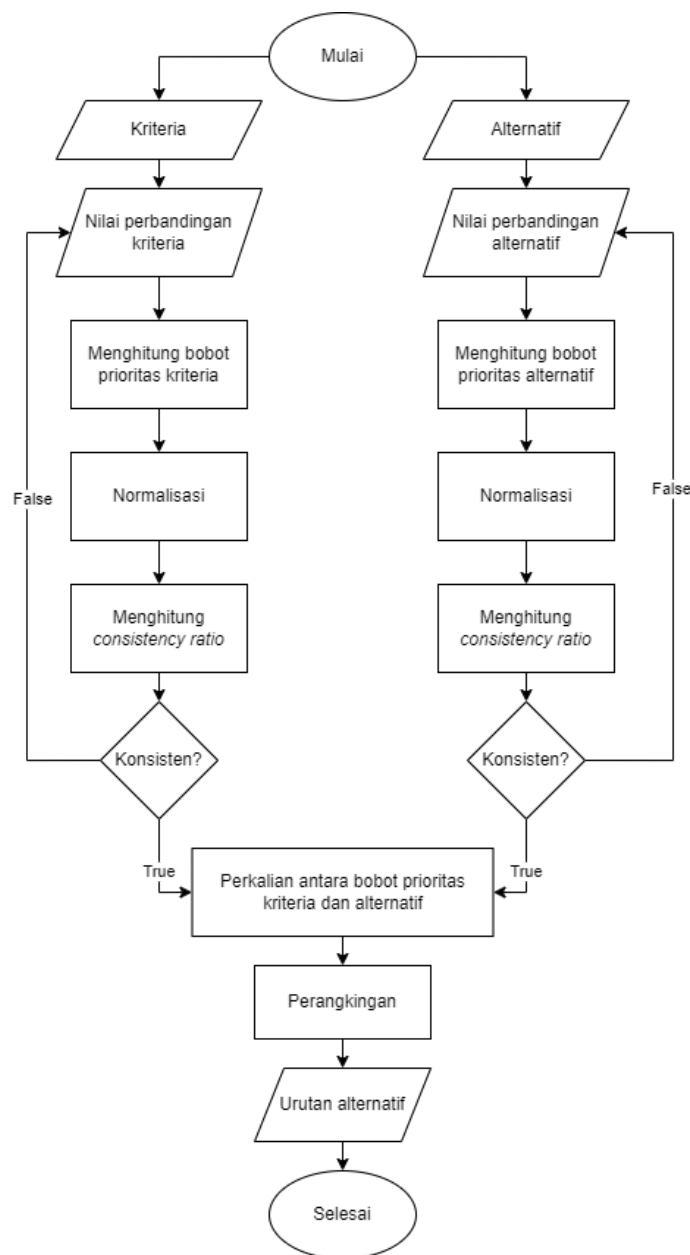 Mulai
Kriteria
Alternatif
Nilai perbandingan
kriteria
Nilai perbandingan
alternatif
Menghitung bobot
prioritas kriteria
Menghitung bobot
prioritas alternatif
False
Normalisasi
Normalisasi
False
Menghitung
consistency ratio
Menghitung
consistency ratio
Konsisten?
Konsisten?
True
Perkalian antara bobot prioritas
kriteria dan alternatif
True
Perangkingan
Urutan alternatif
Selesai